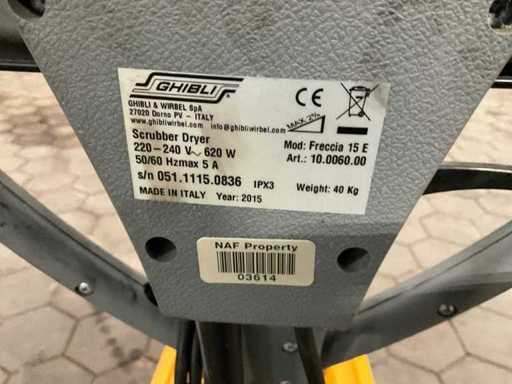 GHIBLI
GHIBLI & WIRBEL SpA
27020 Dorno PV - ITALY
www.ghibliwirbel.com info@ghibliwirbel.com
MAX 2%
Scrubber Dryer
Mod: Freccia 15 E
220-240 V~ 620 W
Art.: 10.0060.00
50/60 Hzmax 5 A
s/n 051.1115.0836 IPX3
Weight: 40 Kg
MADE IN ITALY Year: 2015
NAF Property
03614